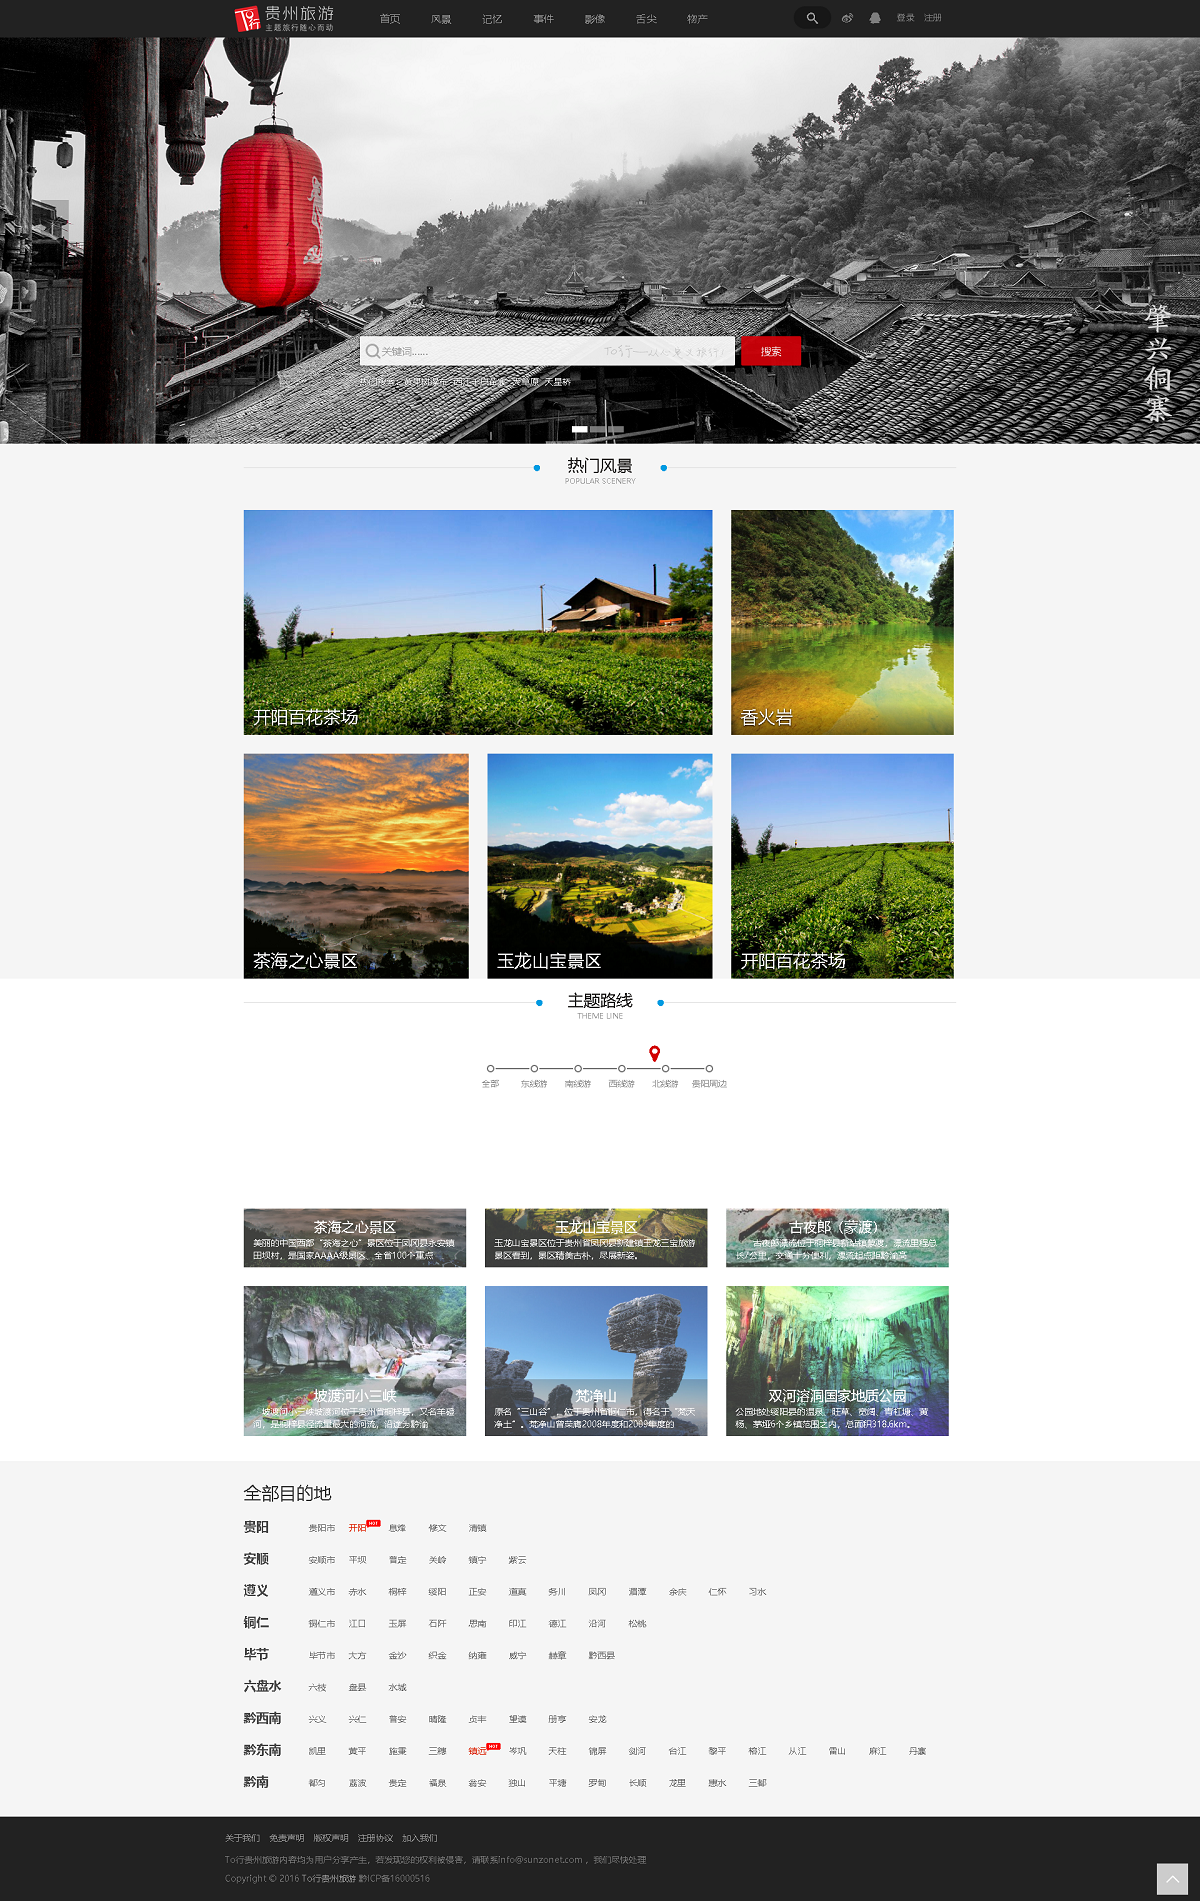 To行 贵州旅游
主题旅行随心而动
首页 风景 记忆 事件 影像 舌尖 物产
登录 注册
肇兴侗寨
关键词......
搜索
天星桥
热门风景
POPULAR SCENERY
开阳百花茶场
香火岩
茶海之心景区
玉龙山宝景区
开阳百花茶场
主题路线
THEME LINE
全部 东线游 南线游 西线游 北线游 贵阳周边
茶海之心景区
美丽的中国西部“茶海之心”景区位于凤冈县永安镇
田坝村，是国家AAAA级景区、全省100个重点
玉龙山宝景区
玉龙山宝景区位于贵州省凤冈县新建镇玉龙三宝旅游
景区看到，景区精美古朴，尽展新姿。
古夜郎（蒙渡）
古夜郎漂流位于桐梓县新站镇蒙渡，漂流里程总
长7公里，交通十分便利，漂流起点距黔渝高
坡渡河小三峡
坡渡河小三峡坡渡河位于贵州省桐梓县，又名羊磴
河，是桐梓县径流量最大的河流，沿途为黔渝
梵净山
原名“三山谷”，位于贵州省铜仁市，得名于“梵天
净土”。梵净山曾荣膺2008年度和2009年度的
双河溶洞国家地质公园
公园地处绥阳县的温泉、旺草、宽阔、青杠塘、黄
杨、茅垭6个乡镇范围之内，总面积318.6km。
全部目的地
贵阳 贵阳市 开阳 HOT 息烽 修文 清镇
安顺 安顺市 平坝 普定 关岭 镇宁 紫云
遵义 遵义市 赤水 桐梓 绥阳 正安 道真 务川 凤冈 湄潭 余庆 仁怀 习水
铜仁 铜仁市 江口 玉屏 石阡 思南 印江 德江 沿河 松桃
毕节 毕节市 大方 金沙 织金 纳雍 威宁 赫章 黔西县
六盘水 六枝 盘县 水城
黔西南 兴义 兴仁 普安 晴隆 贞丰 望谟 册亨 安龙
黔东南 凯里 黄平 施秉 三穗 镇远 HOT 岑巩 天柱 锦屏 剑河 台江 黎平 榕江 从江 雷山 麻江 丹寨
黔南 都匀 荔波 贵定 福泉 瓮安 独山 平塘 罗甸 长顺 龙里 惠水 三都
关于我们 免责声明 版权声明 注册协议 加入我们
To行贵州旅游内容均为用户分享产生，若发现您的权利被侵害，请联系info@sunzonet.com ，我们尽快处理
Copyright © 2016 To行贵州旅游 黔ICP备16000516